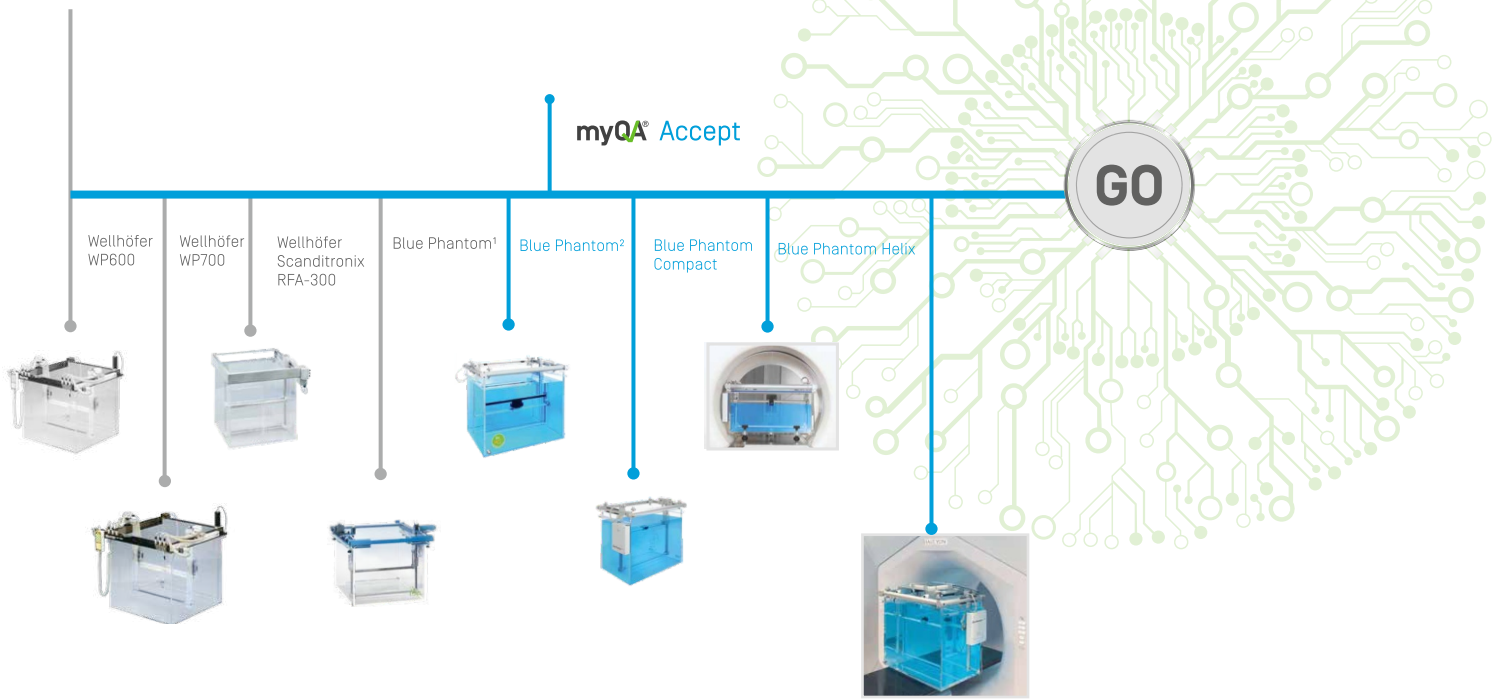 myQA® Accept
GO
Wellhöfer
WP600
Wellhöfer
WP700
Wellhöfer
Scanditronix
RFA-300
Blue Phantom¹
Blue Phantom²
Blue Phantom
Compact
Blue Phantom Helix